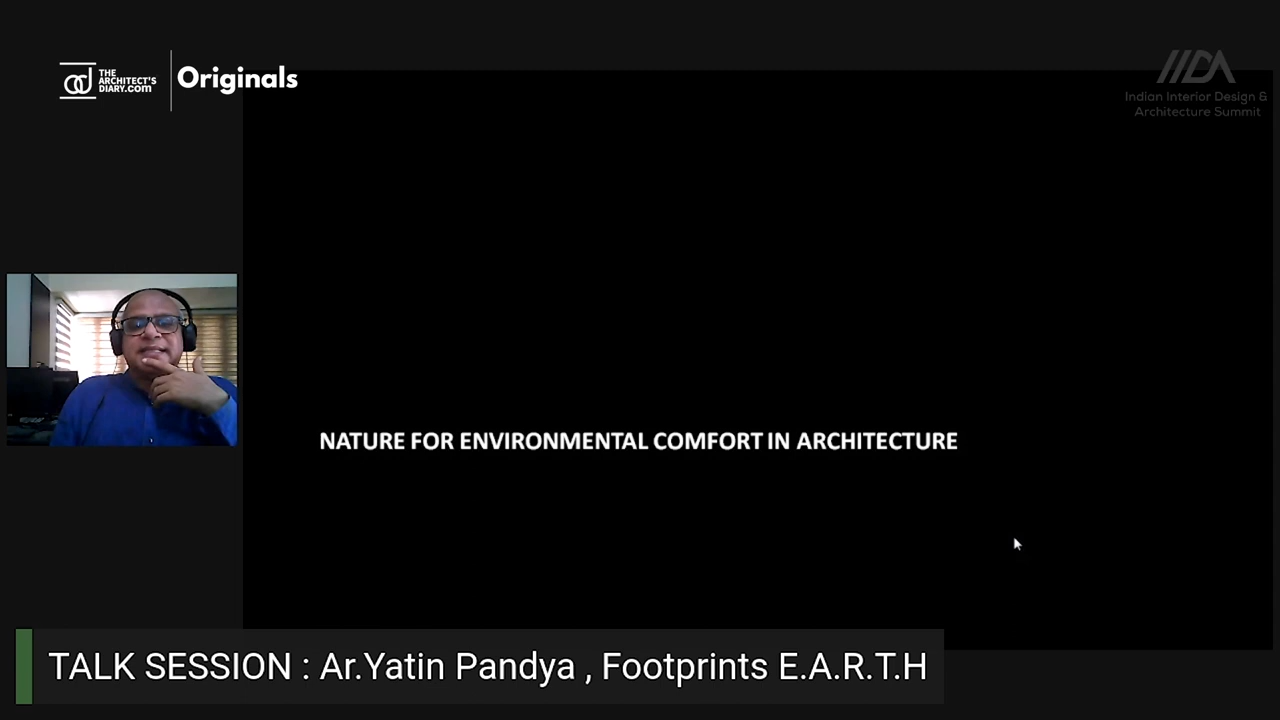 THE
ARCHITECT'S
DIARY.com
Originals
Indian Interior Design &
Architecture Summit
NATURE FOR ENVIRONMENTAL COMFORT IN ARCHITECTURE
TALK SESSION : Ar.Yatin Pandya , Footprints E.A.R.T.H